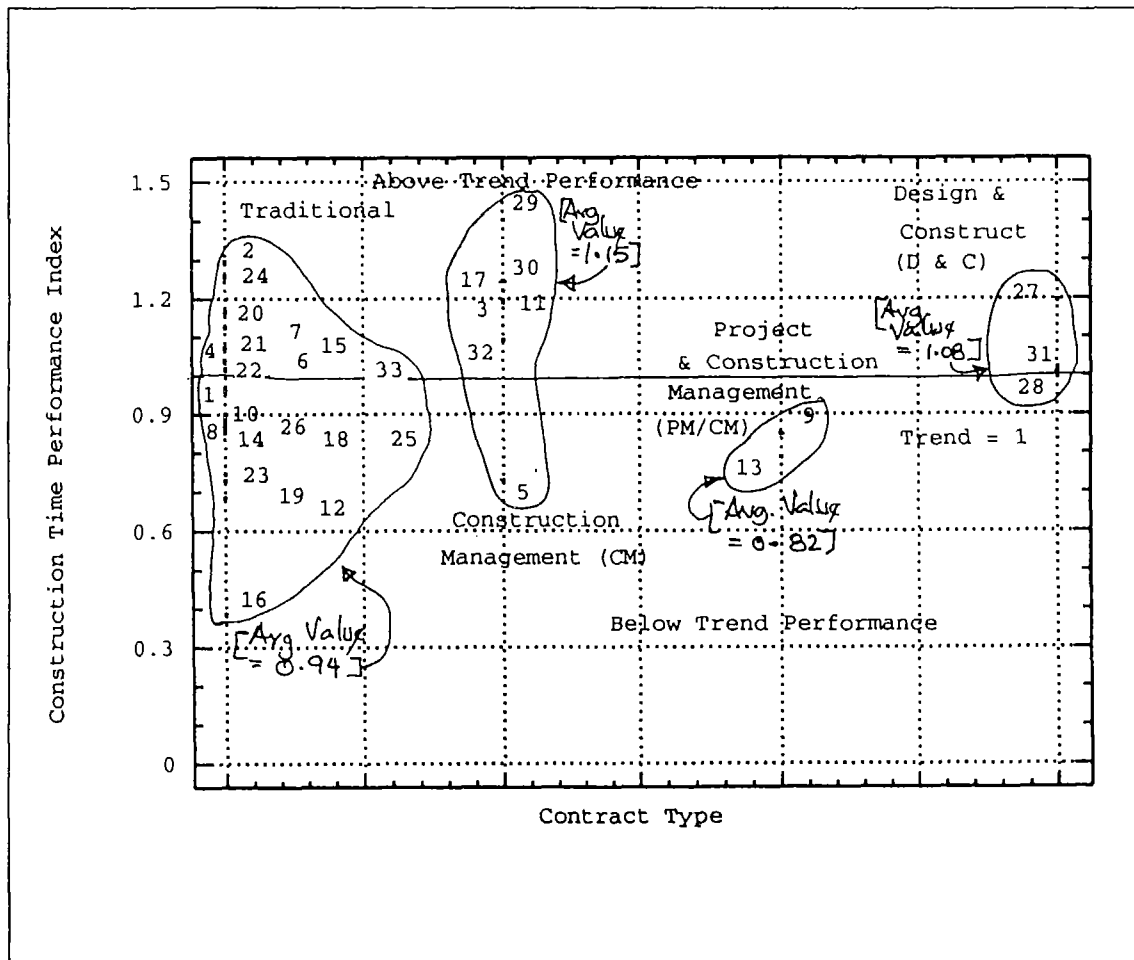 Above Trend Performance
Traditional
Design &
Construct
(D & C)
[Avg
Value
=1.15]
[Avg
Value
= 1.08]
Project
& Construction
Management
(PM/CM)
Trend = 1
Construction
Management (CM)
[Avg Value
= 0.82]
Below Trend Performance
[Avg Value
= 0.94]
1.5
1.2
0.9
0.6
0.3
0
2
24
20
7
4
21
15
6
22
33
1
10
8
14
26
18
25
23
19
12
16
29
17
30
3
11
32
5
9
13
27
31
28
Construction Time Performance Index
Contract Type